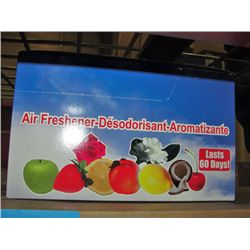 Air Freshener-Désodorisant-Aromatizante
Lasts
60 Days!